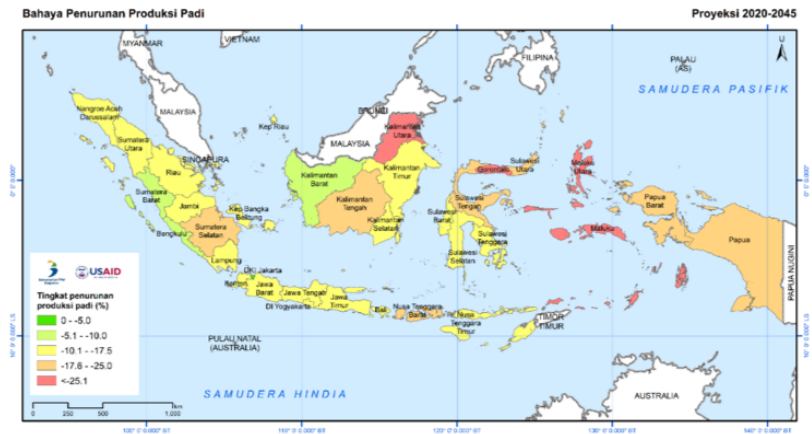 Bahaya Penurunan Produksi Padi
Proyeksi 2020-2045
MYANMAR
VIETNAM
FILIPINA
PALAU
(AS)
U
SAMUDERA PASIFIK
Nangroe Aceh
Darussalam
MALAYSIA
BRUNEI
Kep Riau
Kalimantan
Utara
Sumatera
Utara
MALAYSIA
SINGAPURA
Riau
Kalimantan
Timur
Gorontalo
Sulawesi
Utara
Maluku
Utara
Kalimantan
Barat
Sumatera
Barat
Jambi
Kep Bangka
Belitung
Kalimantan
Tengah
Sulawesi
Tengah
Papua
Barat
Kalimantan
Selatan
Sulawesi
Barat
Sulawesi
Tenggara
Maluku
Papua
Bengkulu
Sumatera
Selatan
Lampung
Sulawesi
Selatan
PAPUA NUGINI
DKI Jakarta
Banten
Jawa
Barat
Jawa Tengah
Jawa
Timur
DI Yogyakarta
Bali
Nusa Tenggara
Barat
Nusa
Tenggara
Timur
TIMOR
TIMUR
PULAU NATAL
(AUSTRALIA)
SAMUDERA HINDIA
AUSTRALIA
USAID
Tingkat penurunan
produksi padi (%)
0 - -5.0
-5.1 - -10.0
-10.1 - -17.5
-17.6 - -25.0
<-25.1
0 250 500 1,000
km